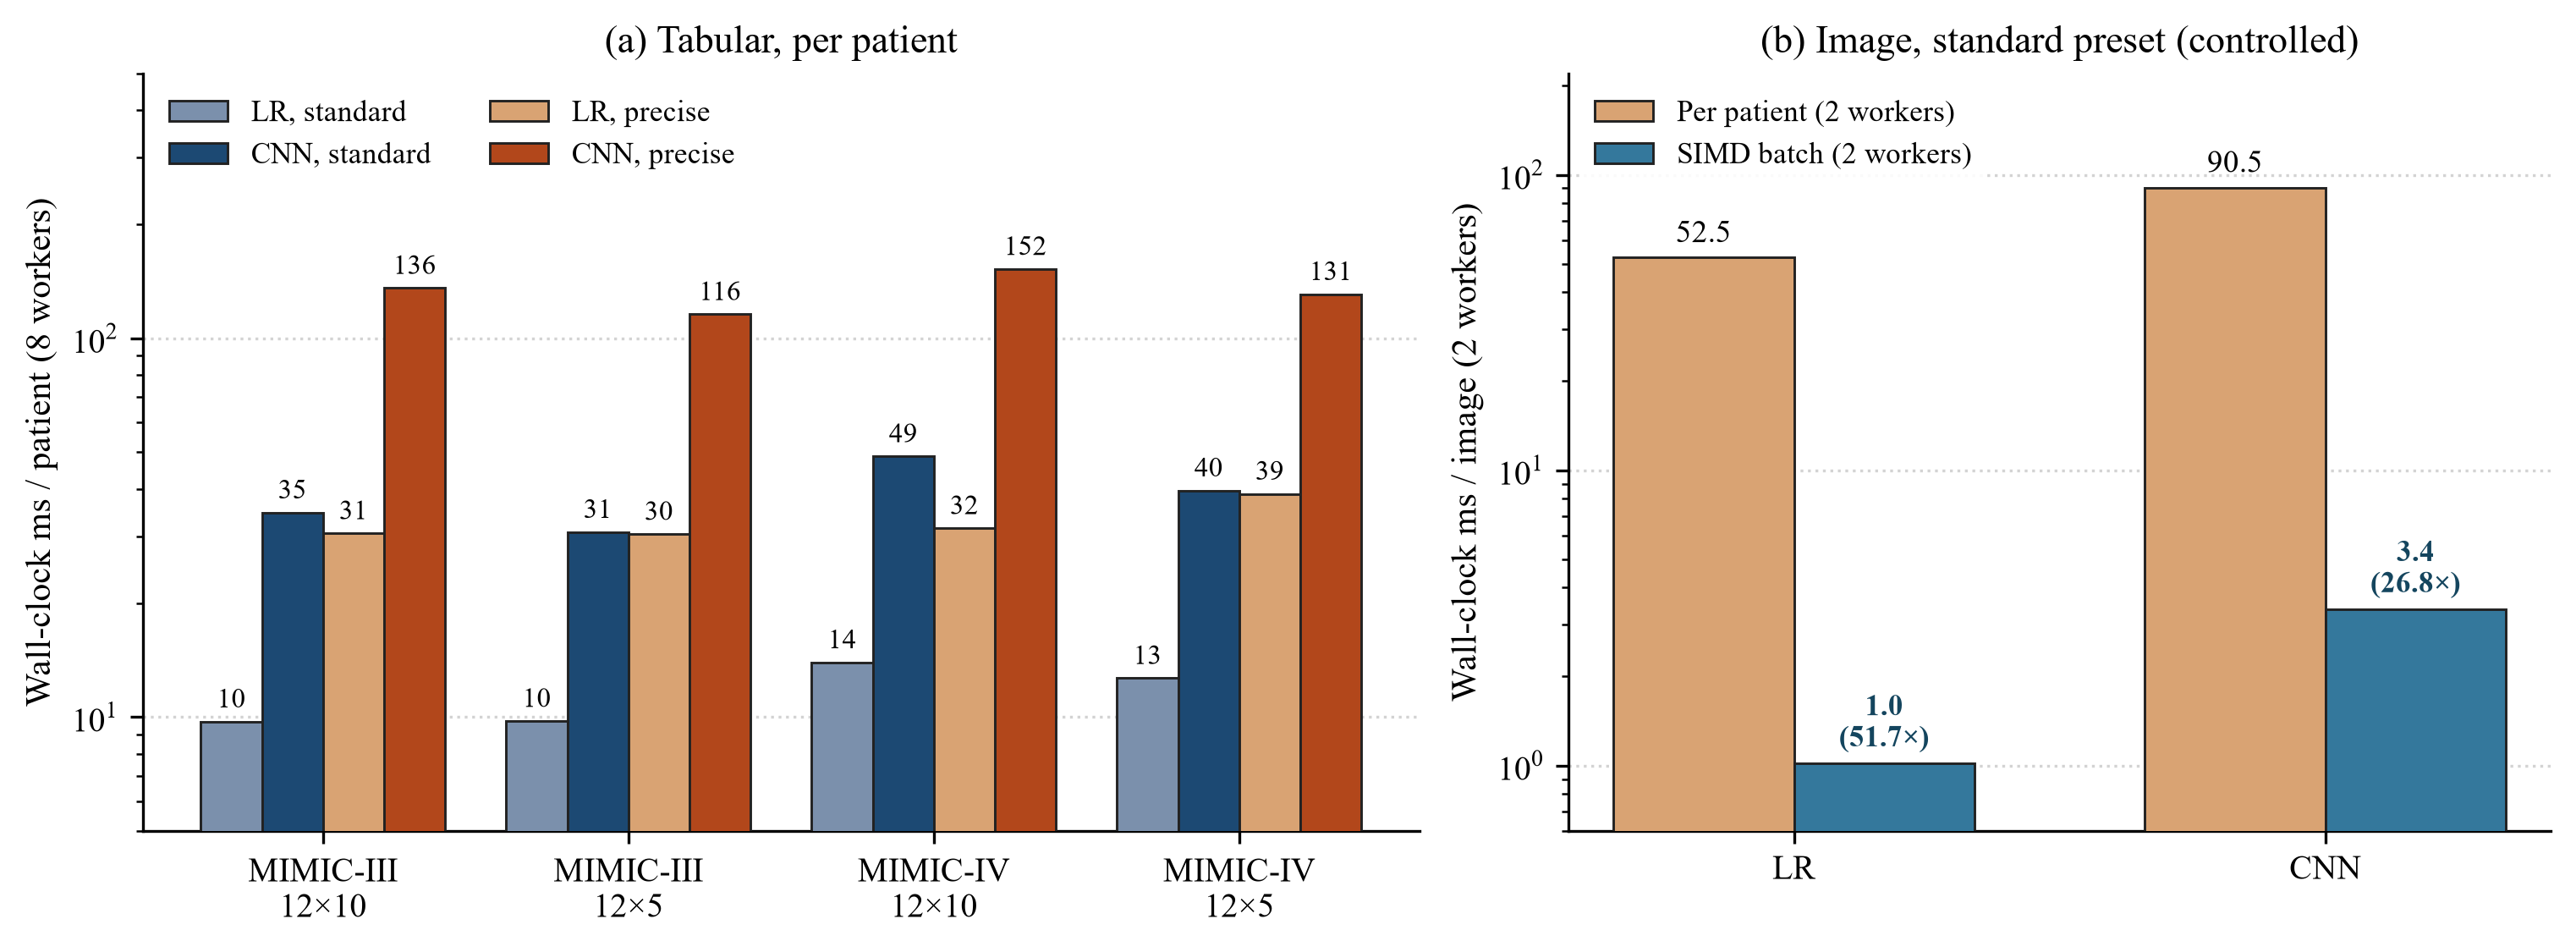 (a) Tabular, per patient
LR, standard
CNN, standard
LR, precise
CNN, precise
Wall-clock ms / patient (8 workers)
10²
10¹
10
35
31
136
10
31
30
116
14
49
32
152
13
40
39
131
MIMIC-III
12×10
MIMIC-III
12×5
MIMIC-IV
12×10
MIMIC-IV
12×5
(b) Image, standard preset (controlled)
Per patient (2 workers)
SIMD batch (2 workers)
Wall-clock ms / image (2 workers)
10²
10¹
10⁰
52.5
1.0
(51.7×)
90.5
3.4
(26.8×)
LR
CNN